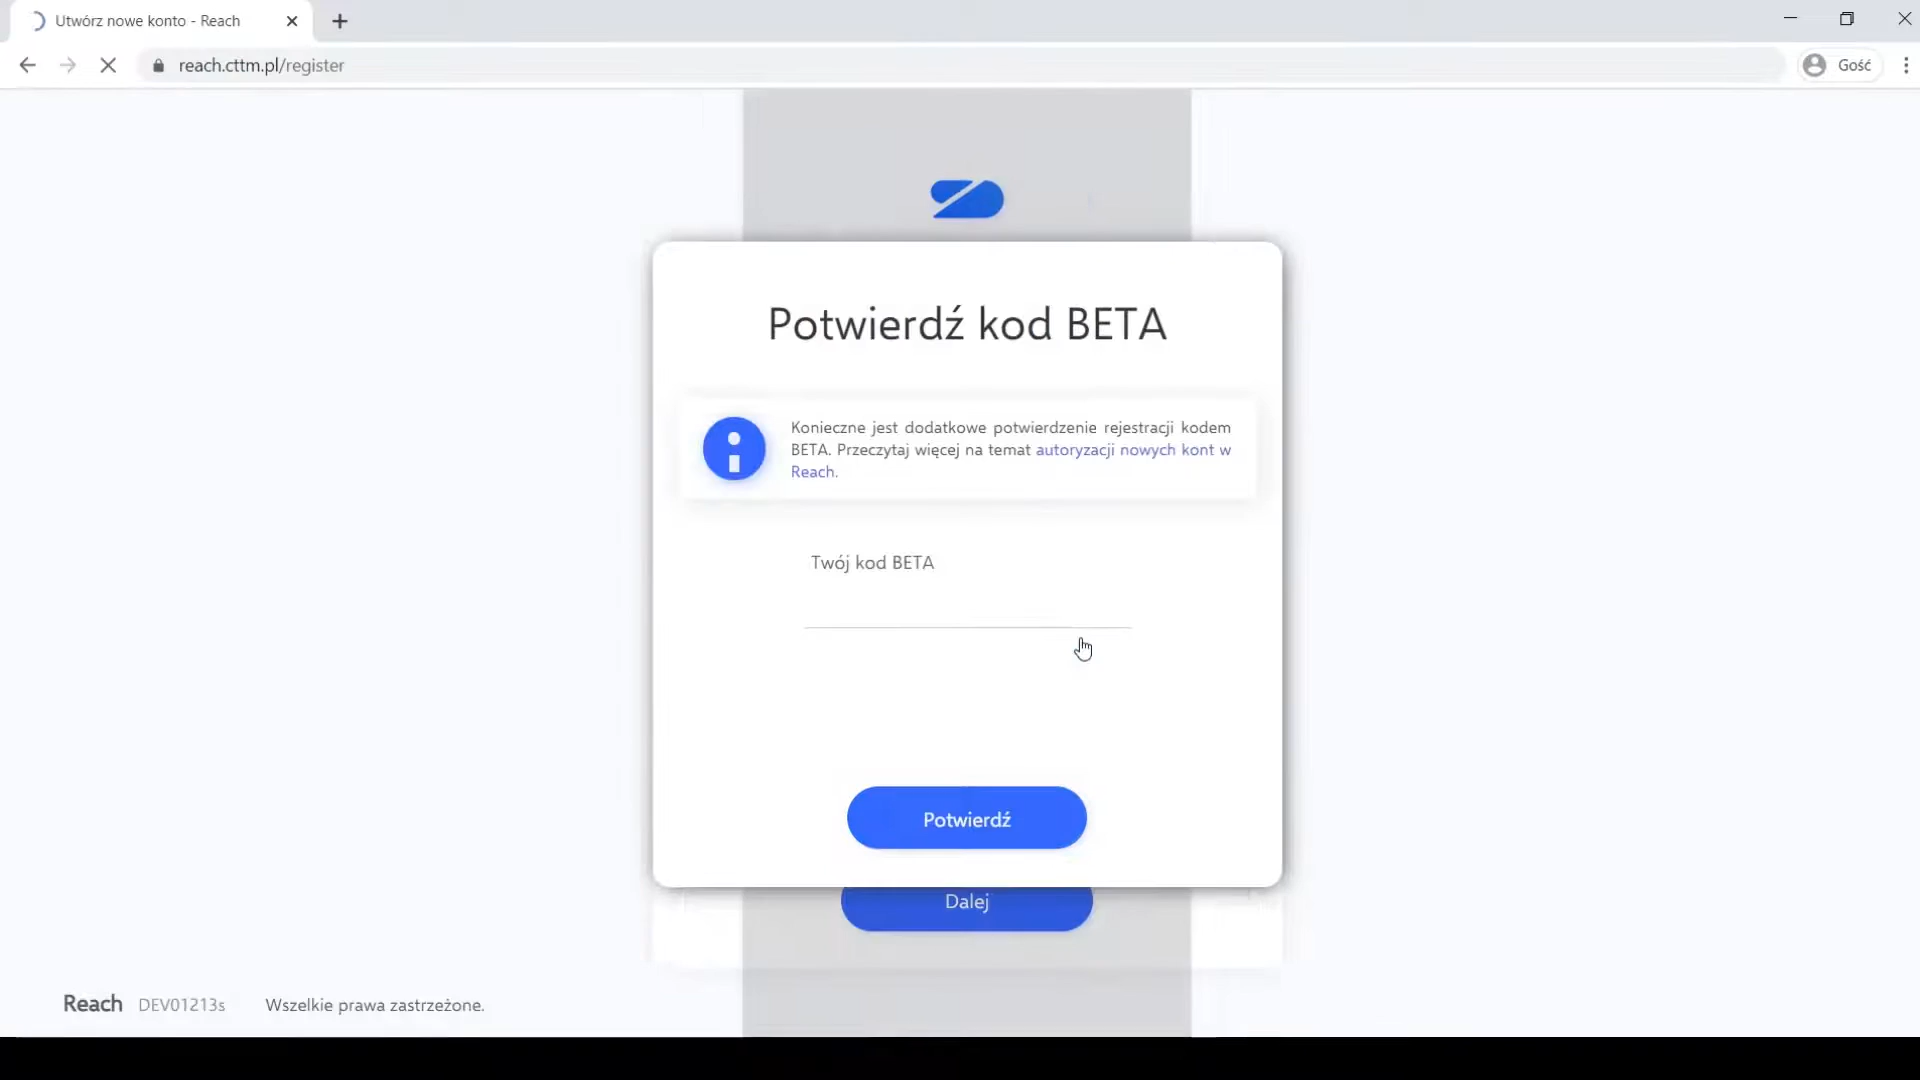 Utwórz nowe konto - Reach
reach.cttm.pl/register
Gość
Potwierdź kod BETA
Konieczne jest dodatkowe potwierdzenie rejestracji kodem
BETA. Przeczytaj więcej na temat autoryzacji nowych kont w
Reach.
Twój kod BETA
Potwierdź
Dalej
Reach DEV01213s Wszelkie prawa zastrzeżone.